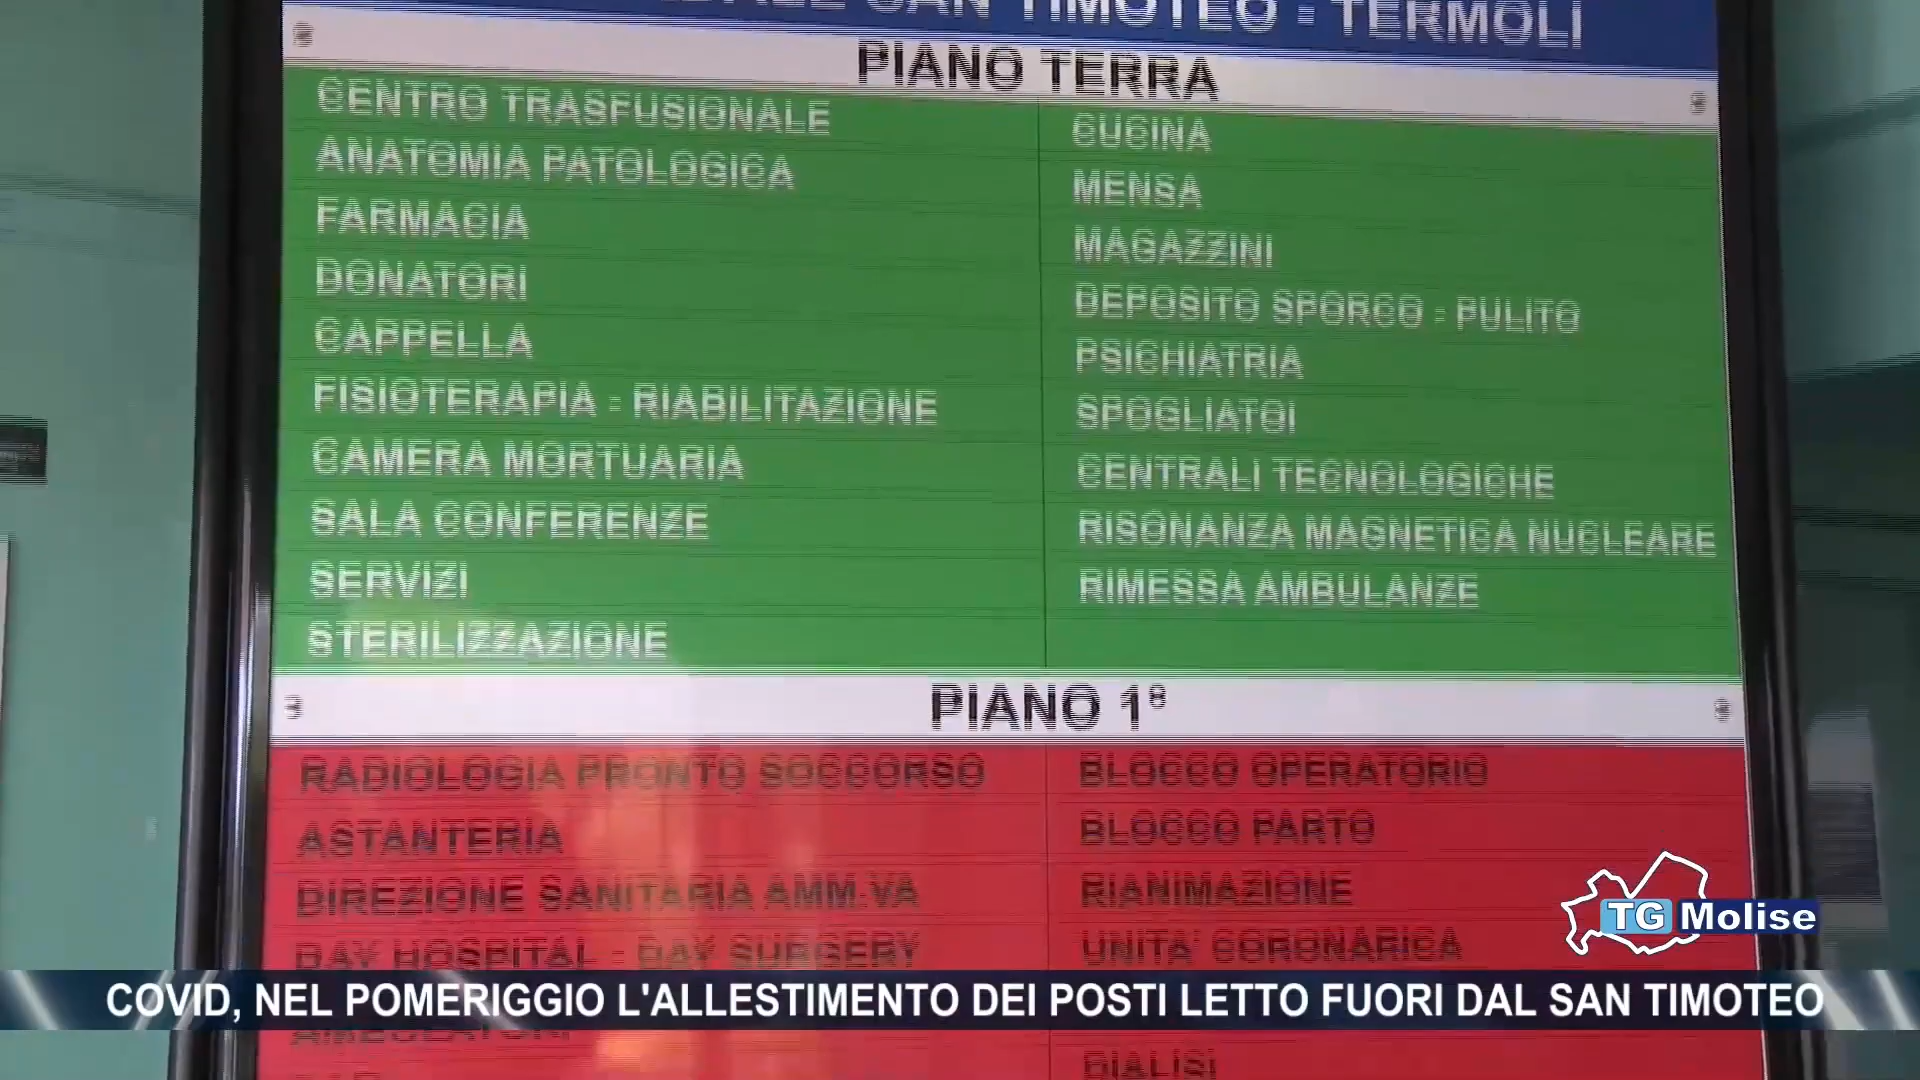 SAN TIMOTEO - TERMOLI
PIANO TERRA
CENTRO TRASFUSIONALE
ANATOMIA PATOLOGICA
FARMACIA
DONATORI
CAPPELLA
FISIOTERAPIA - RIABILITAZIONE
CAMERA MORTUARIA
SALA CONFERENZE
SERVIZI
STERILIZZAZIONE
CUCINA
MENSA
MAGAZZINI
DEPOSITO SPORCO - PULITO
PSICHIATRIA
SPOGLIATOI
CENTRALI TECNOLOGICHE
RISONANZA MAGNETICA NUCLEARE
RIMESSA AMBULANZE
PIANO 1°
RADIOLOGIA PRONTO SOCCORSO
ASTANTERIA
DIREZIONE SANITARIA AMM.VA
DAY HOSPITAL - DAY SURGERY
BLOCCO OPERATORIO
BLOCCO PARTO
RIANIMAZIONE
UNITA' CORONARICA
DIALISI
TG Molise
COVID, NEL POMERIGGIO L'ALLESTIMENTO DEI POSTI LETTO FUORI DAL SAN TIMOTEO